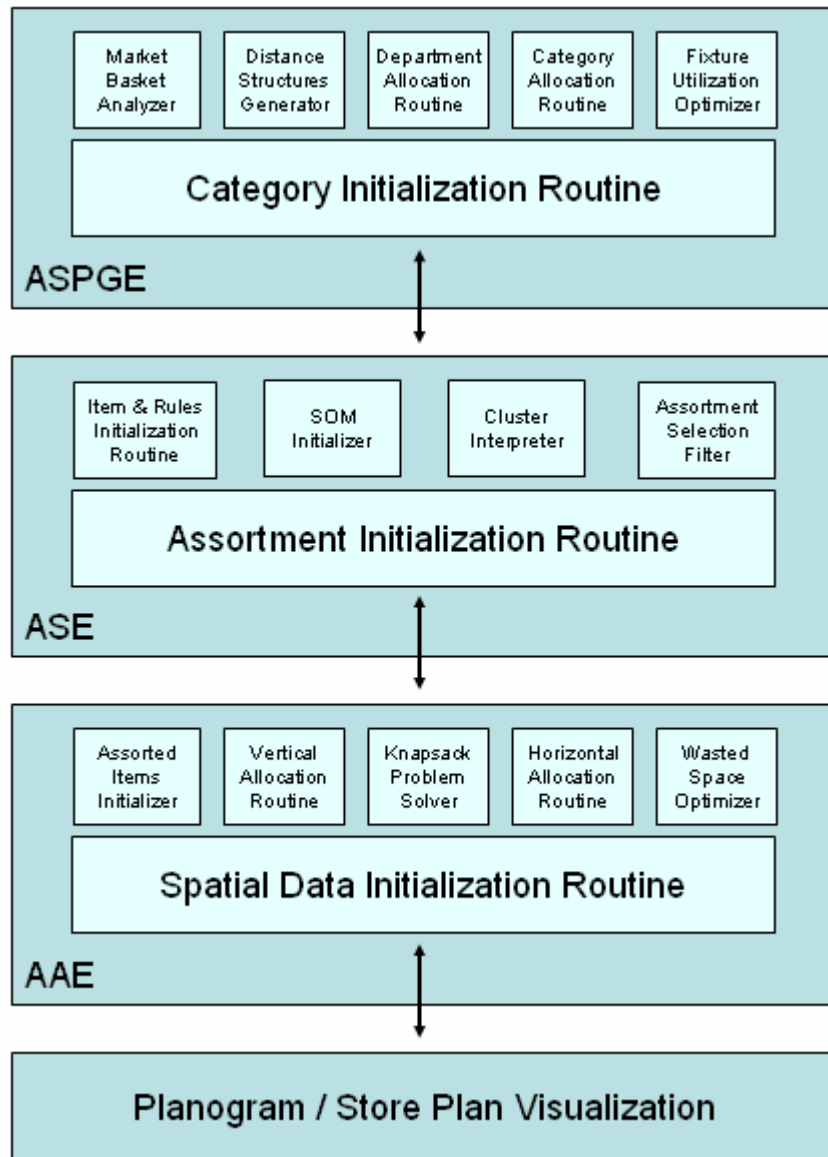 Market
Basket
Analyzer
Distance
Structures
Generator
Department
Allocation
Routine
Category
Allocation
Routine
Fixture
Utilization
Optimizer
Category Initialization Routine
ASPGE
Item & Rules
Initialization
Routine
SOM
Initializer
Cluster
Interpreter
Assortment
Selection
Filter
Assortment Initialization Routine
ASE
Assorted
Items
Initializer
Vertical
Allocation
Routine
Knapsack
Problem
Solver
Horizontal
Allocation
Routine
Wasted
Space
Optimizer
Spatial Data Initialization Routine
AAE
Planogram / Store Plan Visualization